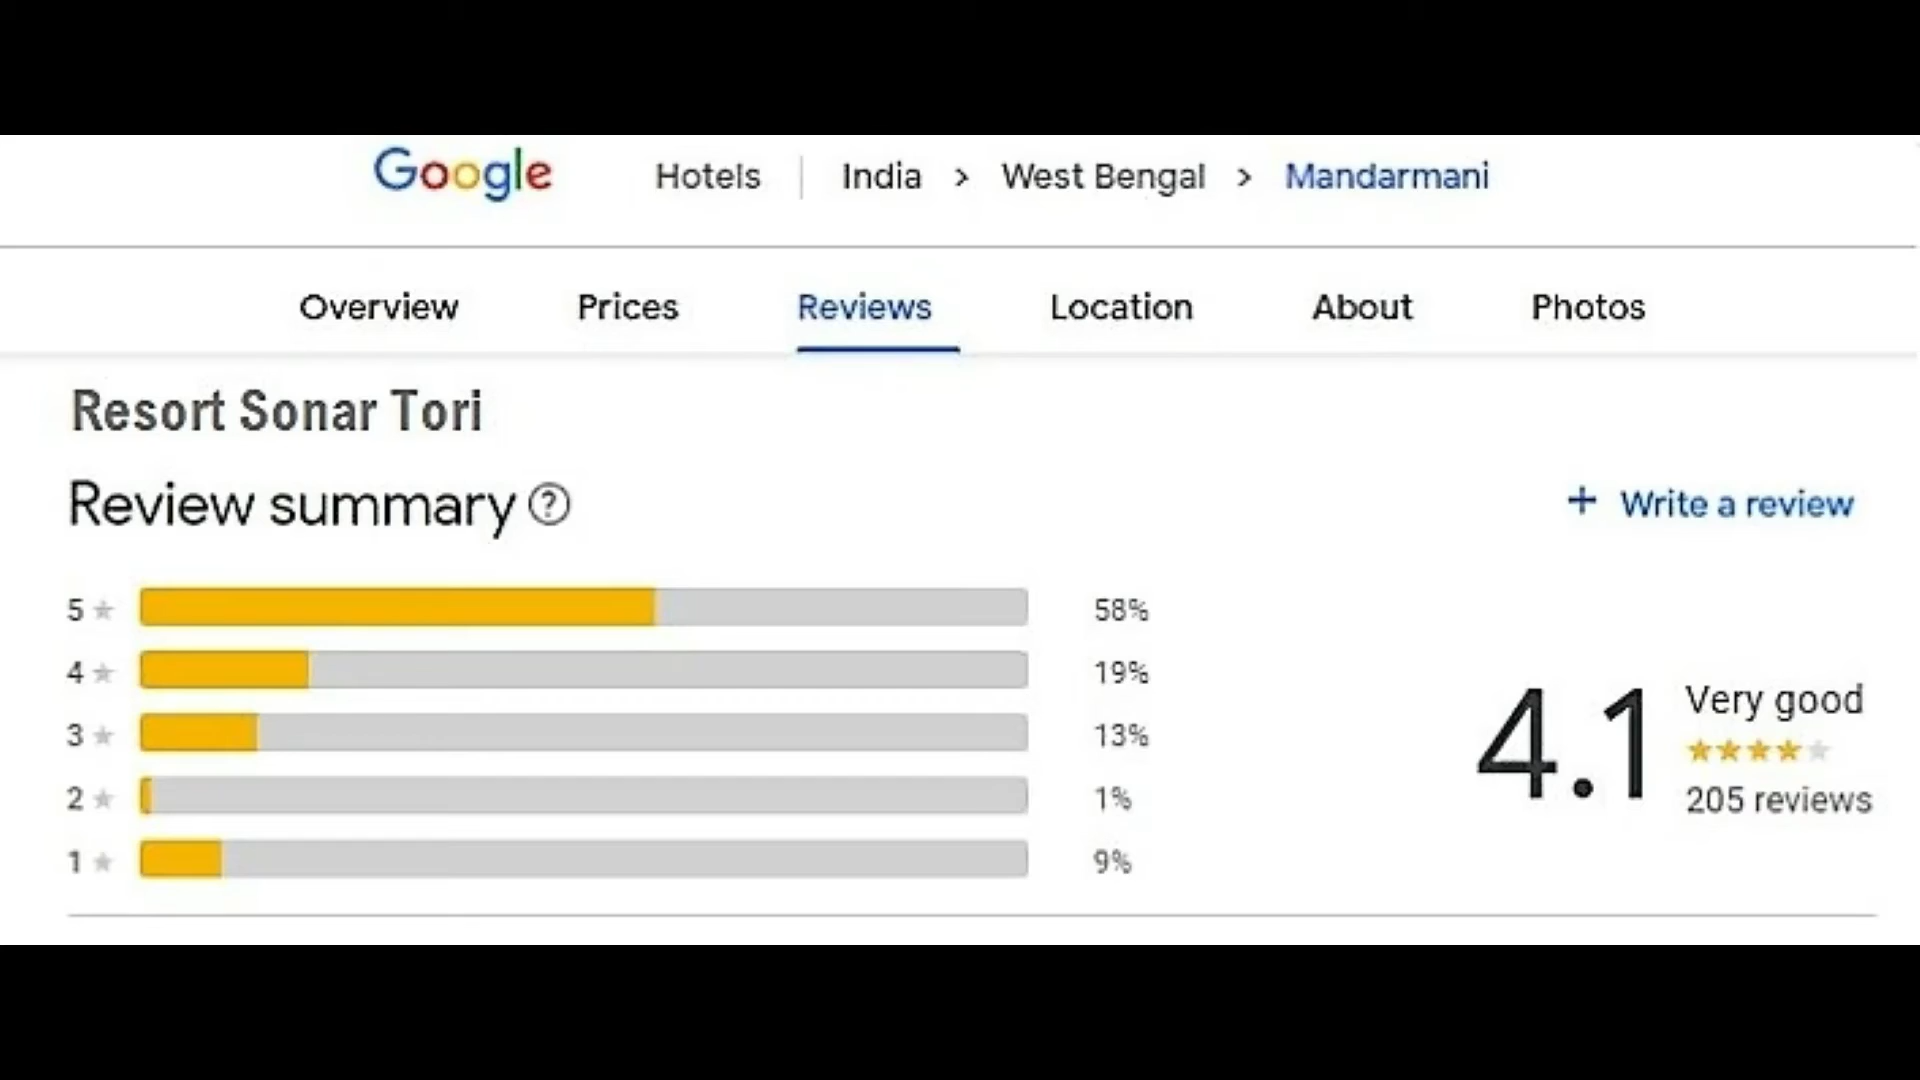 Google Hotels India > West Bengal > Mandarmani
Overview Prices Reviews Location About Photos
Resort Sonar Tori
Review summary ?
+ Write a review
5 ★ 58%
4 ★ 19%
3 ★ 13%
2 ★ 1%
1 ★ 9%
4.1
Very good
★★★★★
205 reviews